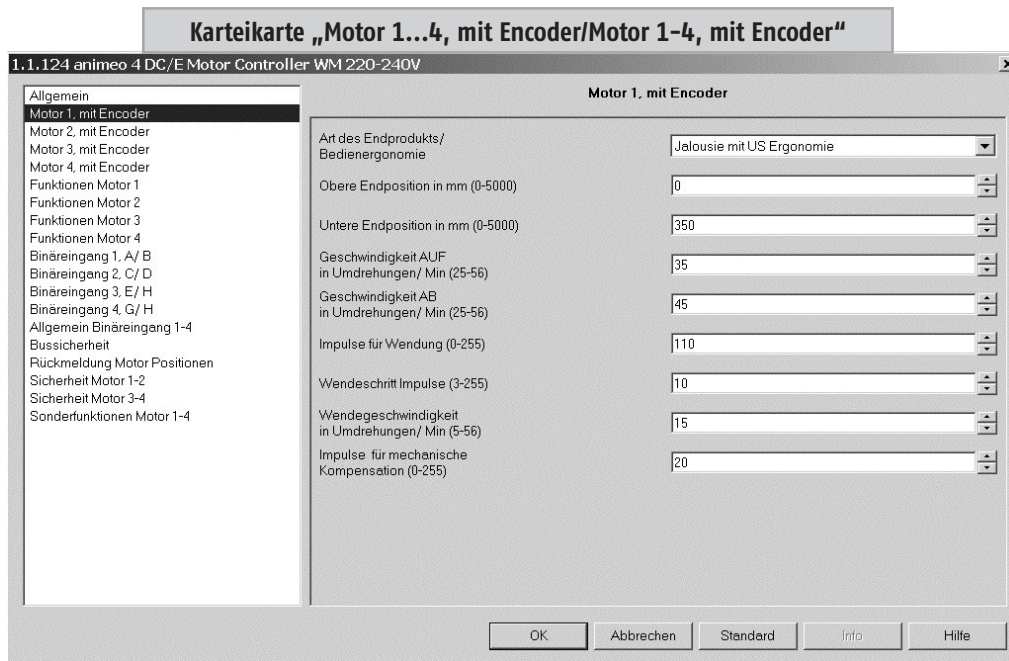 Karteikarte „Motor 1...4, mit Encoder/Motor 1-4, mit Encoder“
1.1.124 animeo 4 DC/E Motor Controller WM 220-240V
Allgemein
Motor 1, mit Encoder
Motor 2, mit Encoder
Motor 3, mit Encoder
Motor 4, mit Encoder
Funktionen Motor 1
Funktionen Motor 2
Funktionen Motor 3
Funktionen Motor 4
Binäreingang 1, A/ B
Binäreingang 2, C/ D
Binäreingang 3, E/ H
Binäreingang 4, G/ H
Allgemein Binäreingang 1-4
Bussicherheit
Rückmeldung Motor Positionen
Sicherheit Motor 1-2
Sicherheit Motor 3-4
Sonderfunktionen Motor 1-4
Motor 1, mit Encoder
Art des Endprodukts/
Bedienergonomie
Jalousie mit US Ergonomie
Obere Endposition in mm (0-5000)
0
Untere Endposition in mm (0-5000)
350
Geschwindigkeit AUF
in Umdrehungen/ Min (25-56)
35
Geschwindigkeit AB
in Umdrehungen/ Min (25-56)
45
Impulse für Wendung (0-255)
110
Wendeschritt Impulse (3-255)
10
Wendegeschwindigkeit
in Umdrehungen/ Min (5-56)
15
Impulse für mechanische
Kompensation (0-255)
20
OK
Abbrechen
Standard
Info
Hilfe